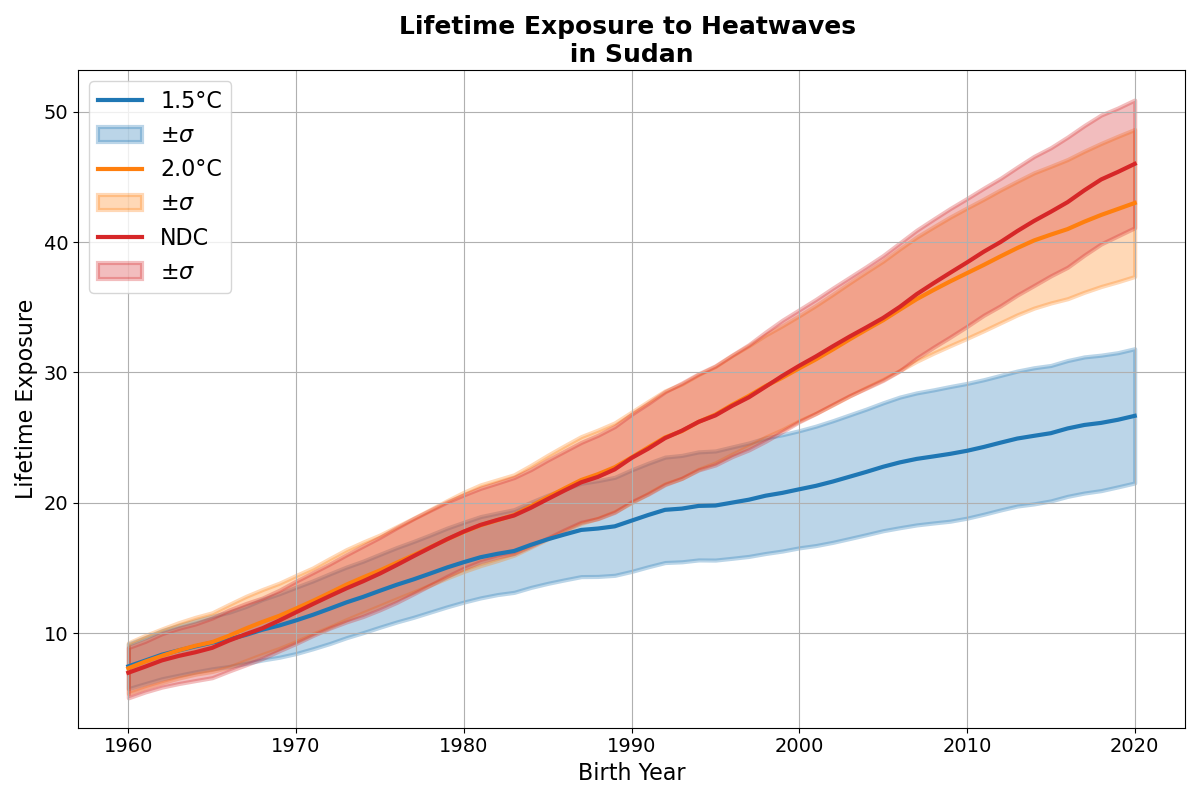 Lifetime Exposure to Heatwaves
in Sudan
1.5°C
±σ
2.0°C
±σ
NDC
±σ
Lifetime Exposure
50
40
30
20
10
1960 1970 1980 1990 2000 2010 2020
Birth Year